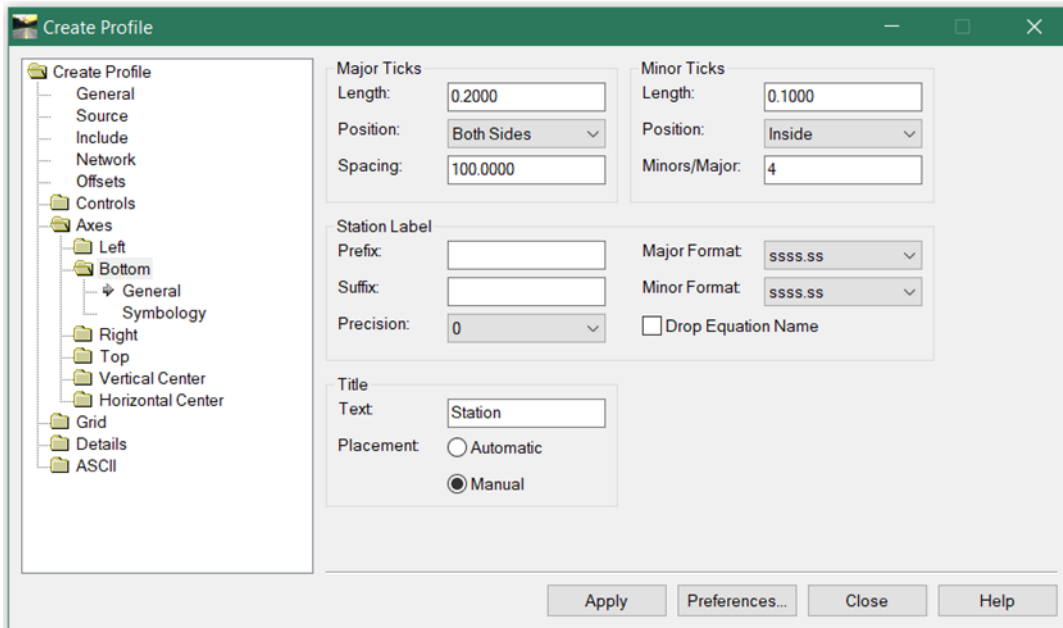 Create Profile
Create Profile
General
Source
Include
Network
Offsets
Controls
Axes
Left
Bottom
General
Symbology
Right
Top
Vertical Center
Horizontal Center
Grid
Details
ASCII
Major Ticks
Length: 0.2000
Position: Both Sides
Spacing: 100.0000
Minor Ticks
Length: 0.1000
Position: Inside
Minors/Major: 4
Station Label
Prefix:
Suffix:
Precision: 0
Major Format: ssss.ss
Minor Format: ssss.ss
Drop Equation Name
Title
Text: Station
Placement: Automatic
Manual
Apply Preferences... Close Help